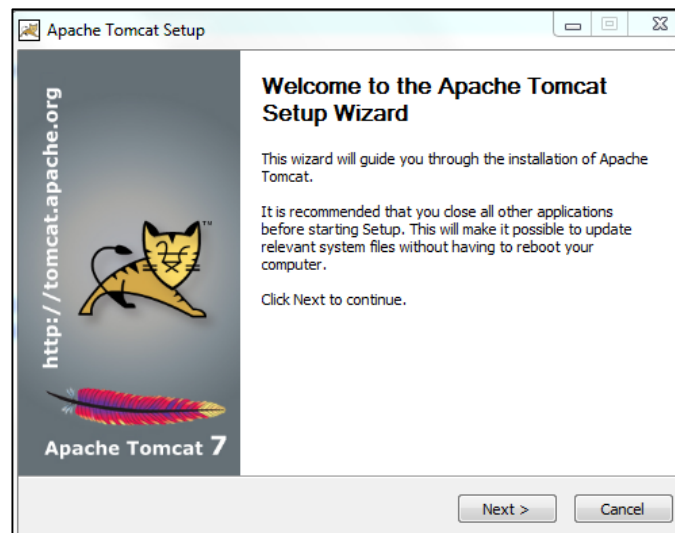 Apache Tomcat Setup
http://tomcat.apache.org
TM
Apache Tomcat 7
Welcome to the Apache Tomcat
Setup Wizard
This wizard will guide you through the installation of Apache
Tomcat.
It is recommended that you close all other applications
before starting Setup. This will make it possible to update
relevant system files without having to reboot your
computer.
Click Next to continue.
Next >
Cancel